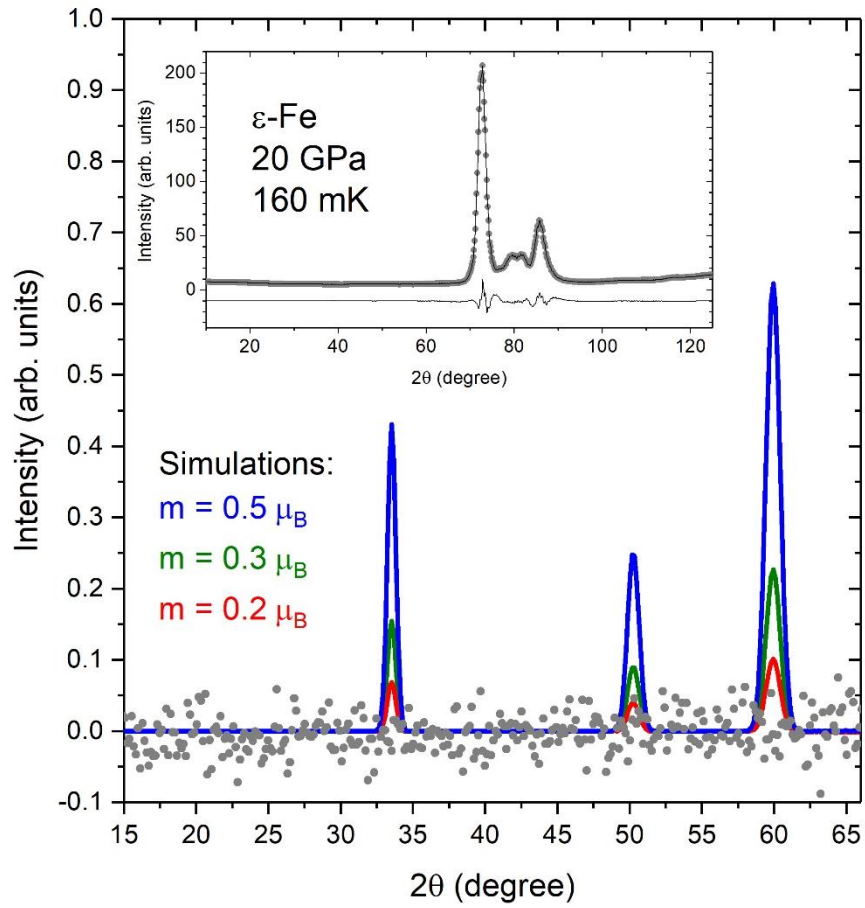 1.0
0.9
0.8
0.7
0.6
0.5
0.4
0.3
0.2
0.1
0.0
-0.1
Intensity (arb. units)
200
150
100
50
0
Intensity (arb. units)
ε-Fe
20 GPa
160 mK
20 40 60 80 100 120
2θ (degree)
Simulations:
m = 0.5 μB
m = 0.3 μB
m = 0.2 μB
15 20 25 30 35 40 45 50 55 60 65
2θ (degree)